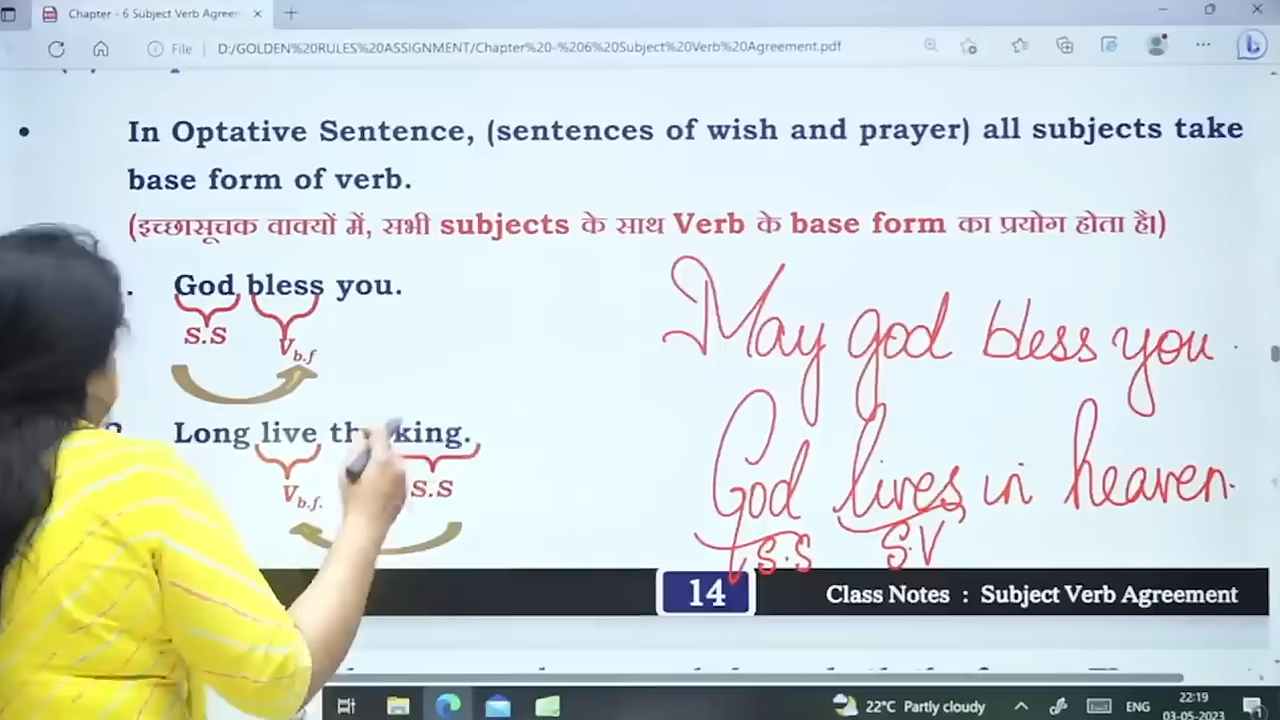 Chapter - 6 Subject Verb Agreer
File D:/GOLDEN%20RULES%20ASSIGNMENT/Chapter%20-%206%20Subject%20Verb%20Agreement.pdf
• In Optative Sentence, (sentences of wish and prayer) all subjects take
base form of verb.
(इच्छासूचक वाक्यों में, सभी subjects के साथ Verb के base form का प्रयोग होता है।)
God bless you.
S.S
Vb.f
May god bless you.
Long live king.
Vb.f.
S.S
God lives in heaven.
S.S
S.V
14
Class Notes : Subject Verb Agreement
22°C Partly cloudy
ENG
22:19
03-05-2023